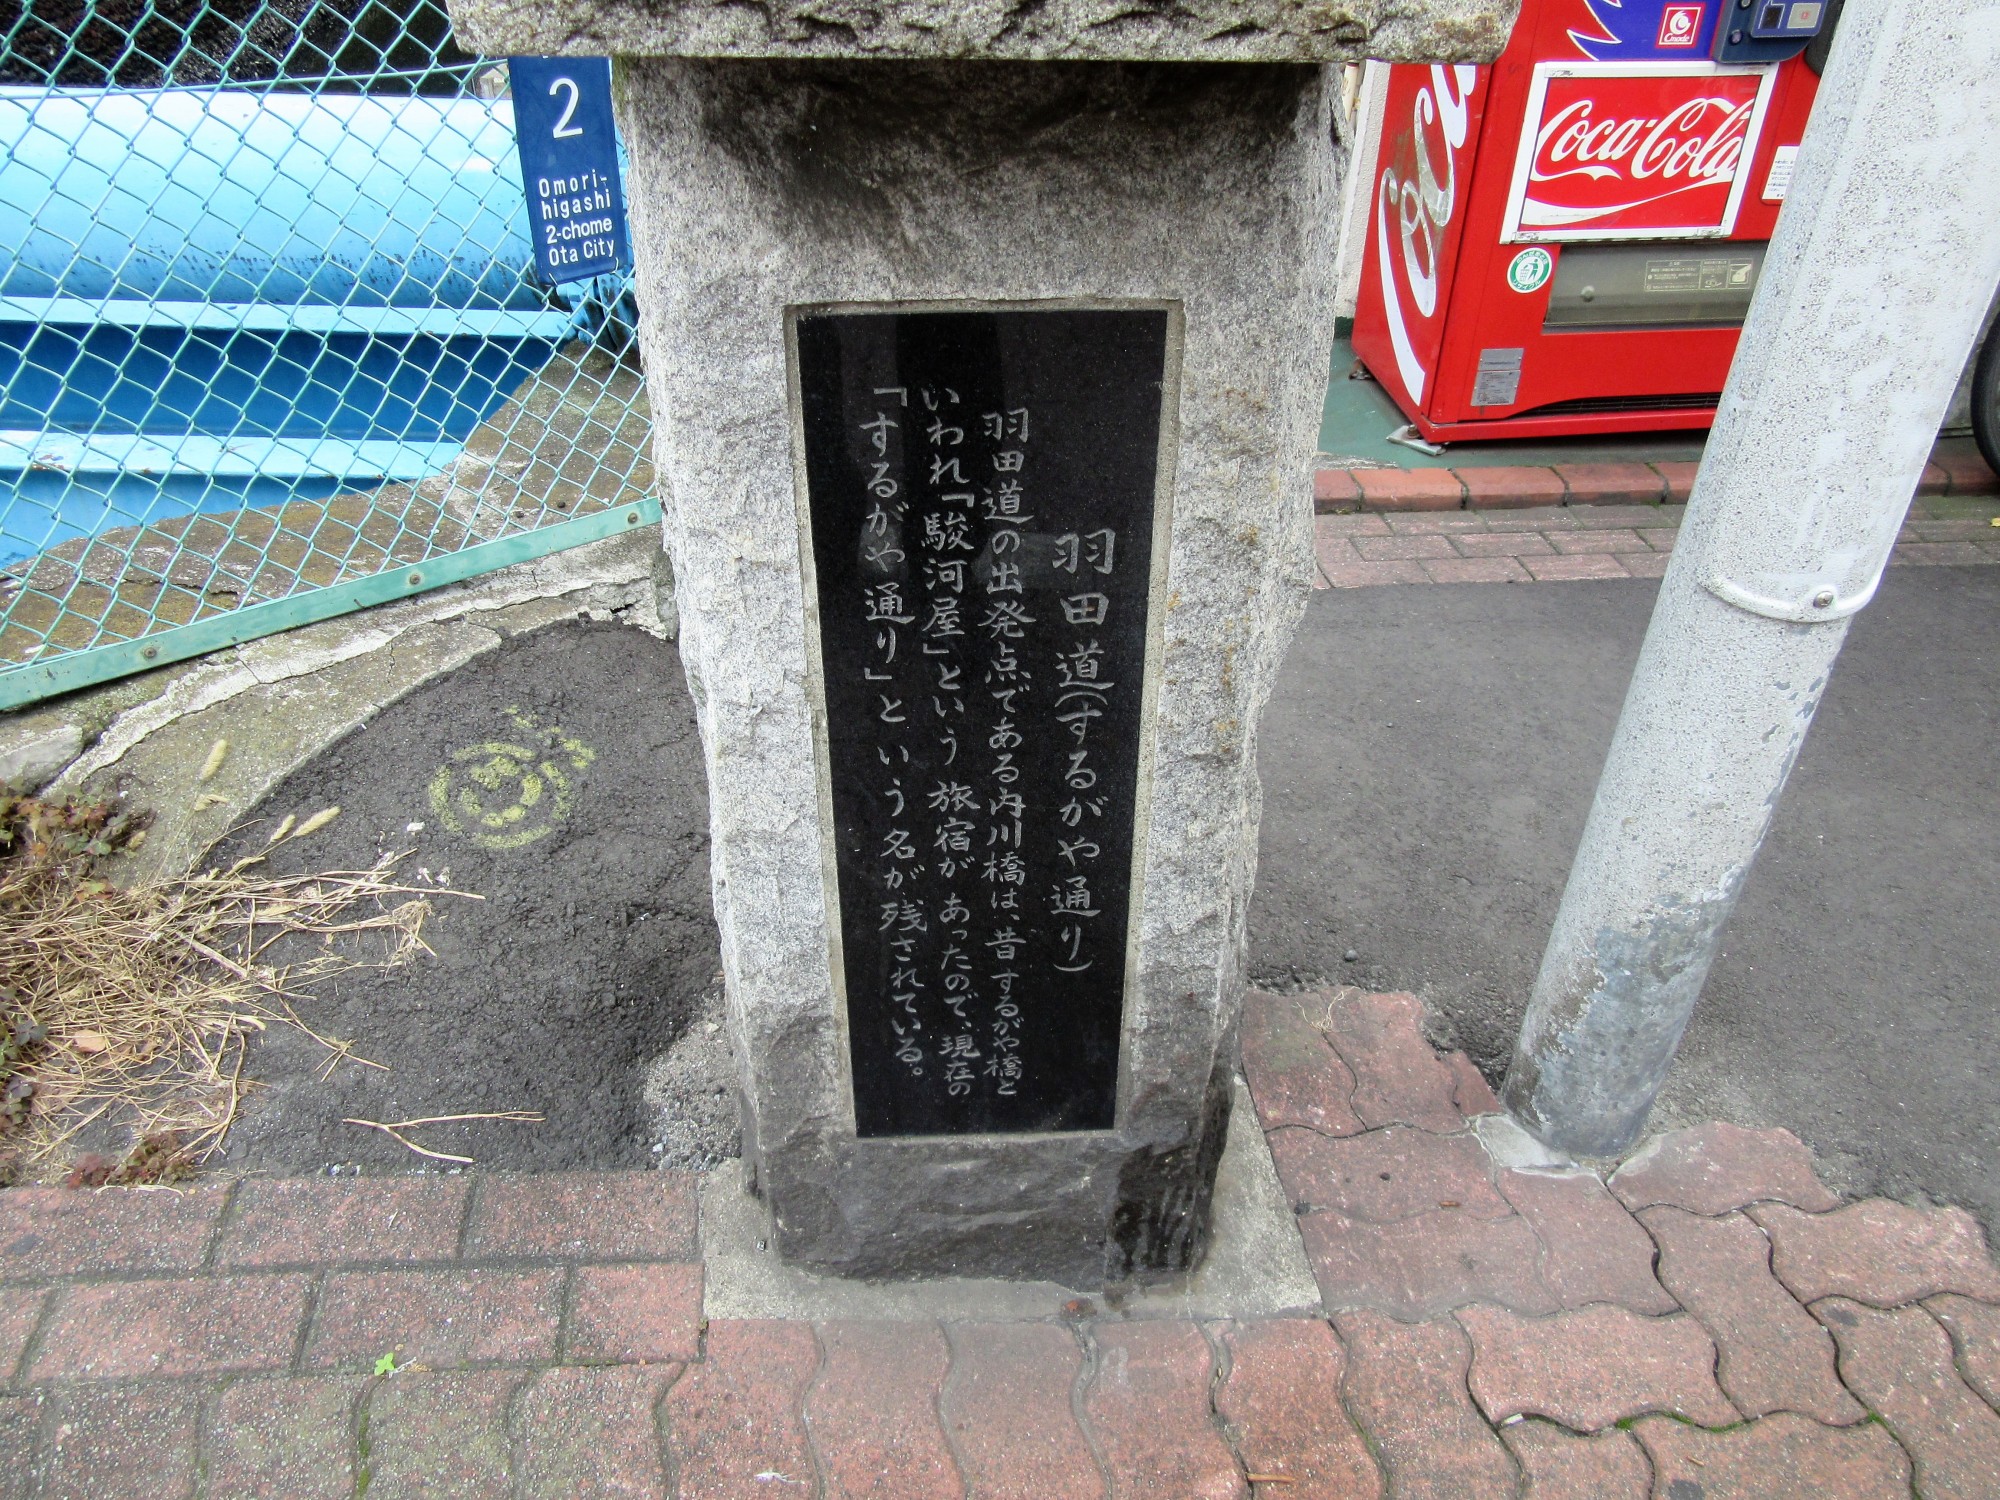 羽田道(するがや通り)
羽田道の出発点である内川橋は、昔するがや橋と
いわれ「駿河屋」という旅宿があったので、現在の
「するがや通り」という名が残されている。
2
Omori-
higashi
2-chome
Ota City
Coca-Cola
Cmode